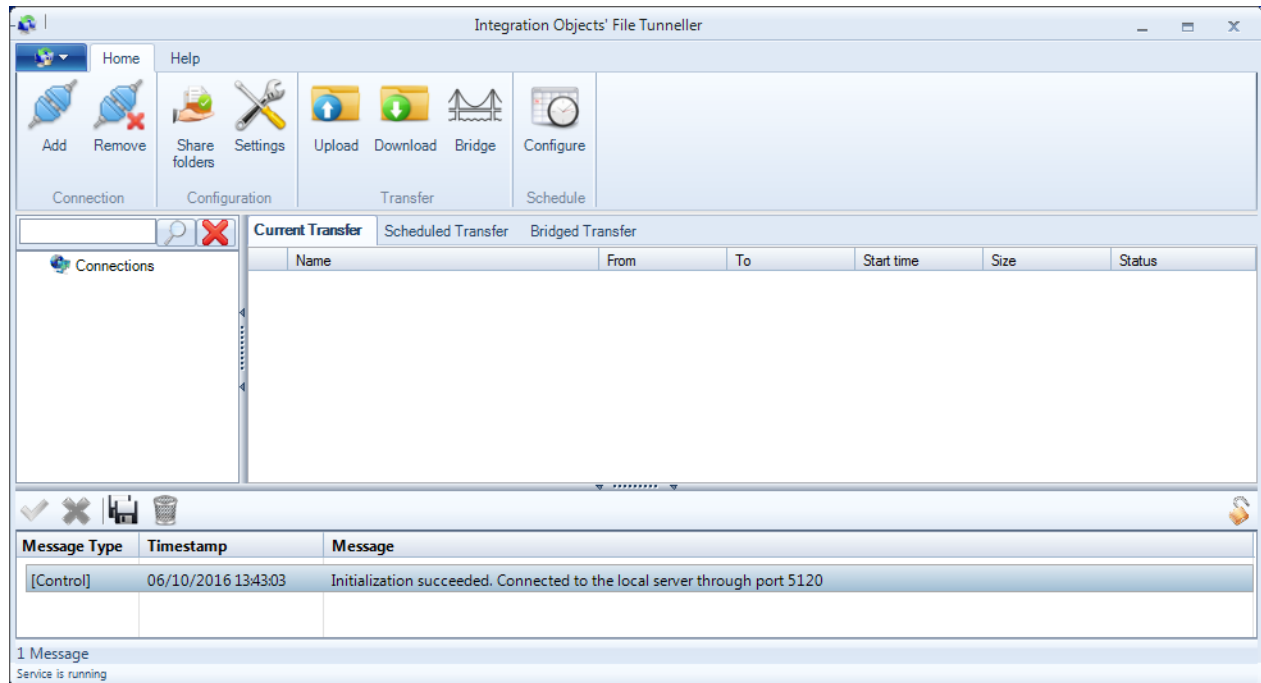 Integration Objects' File Tunneller
Home Help
Add Remove Share folders Settings Upload Download Bridge Configure
Connection Configuration Transfer Schedule
Current Transfer Scheduled Transfer Bridged Transfer
Connections
Name From To Start time Size Status
Message Type Timestamp Message
[Control] 06/10/2016 13:43:03 Initialization succeeded. Connected to the local server through port 5120
1 Message
Service is running